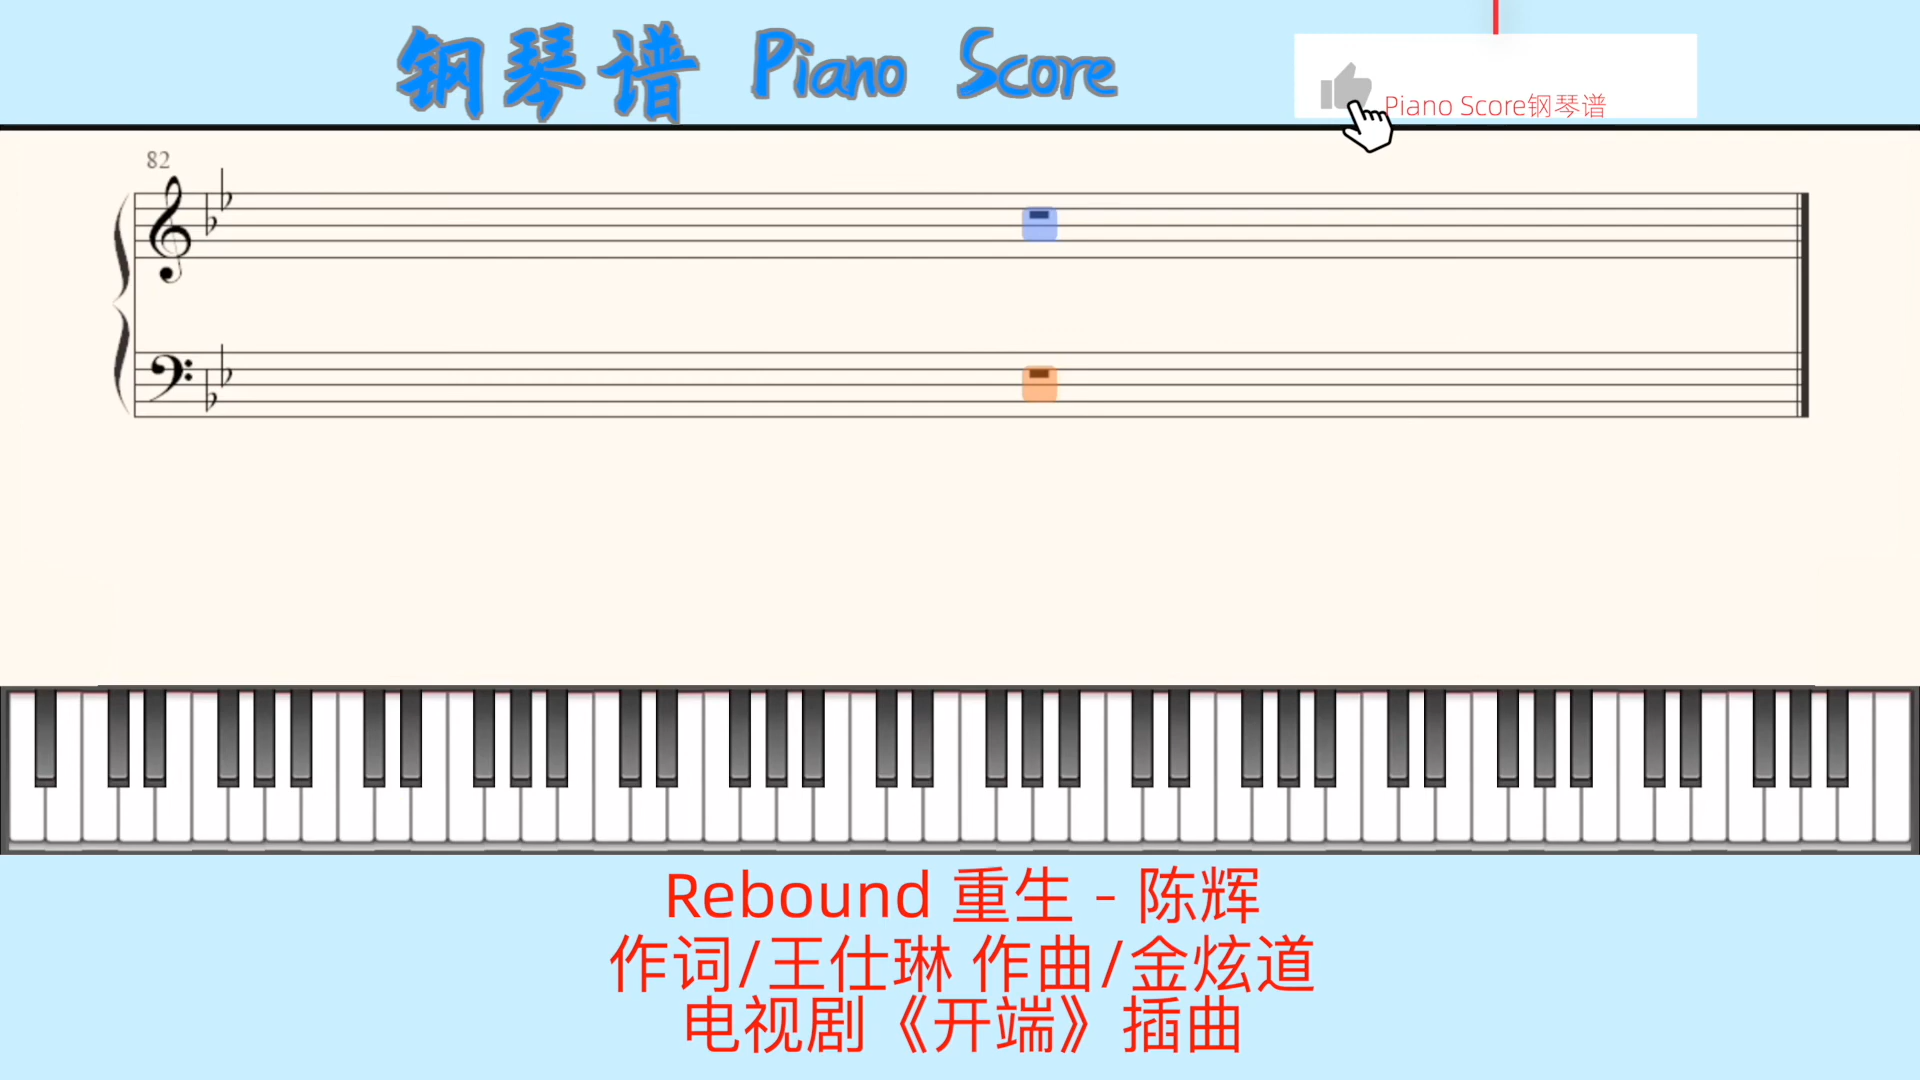 钢琴谱 Piano Score
Piano Score钢琴谱
82
Rebound 重生 - 陈辉
作词/王仕琳 作曲/金炫道
电视剧《开端》插曲